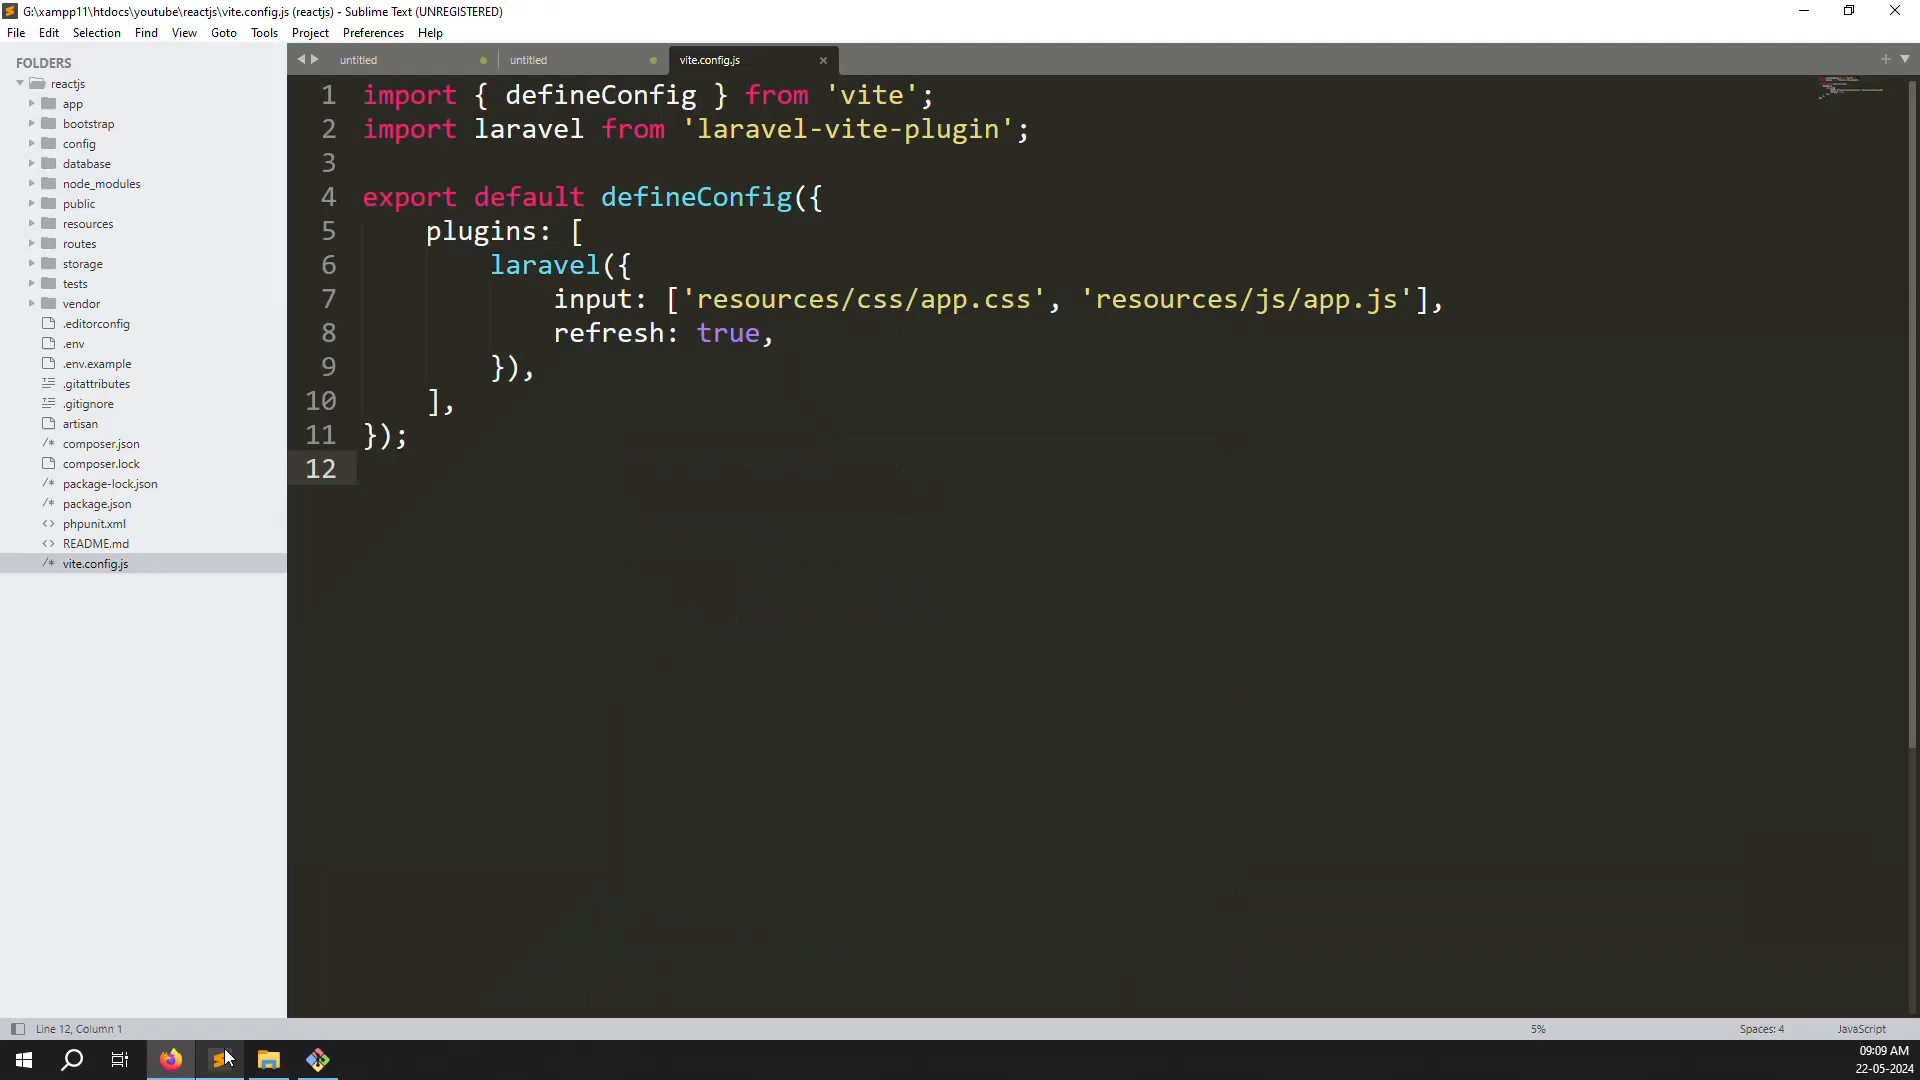 G:\xampp11\htdocs\youtube\reactjs\vite.config.js (reactjs) - Sublime Text (UNREGISTERED)
File Edit Selection Find View Goto Tools Project Preferences Help
FOLDERS
reactjs
app
bootstrap
config
database
node_modules
public
resources
routes
storage
tests
vendor
.editorconfig
.env
.env.example
.gitattributes
.gitignore
artisan
composer.json
composer.lock
package-lock.json
package.json
phpunit.xml
README.md
vite.config.js
untitled untitled vite.config.js
1 import { defineConfig } from 'vite';
2 import laravel from 'laravel-vite-plugin';
3
4 export default defineConfig({
5     plugins: [
6         laravel({
7             input: ['resources/css/app.css', 'resources/js/app.js'],
8             refresh: true,
9         }),
10     ],
11 });
12
Line 12, Column 1 5% Spaces: 4 JavaScript
09:09 AM
22-05-2024